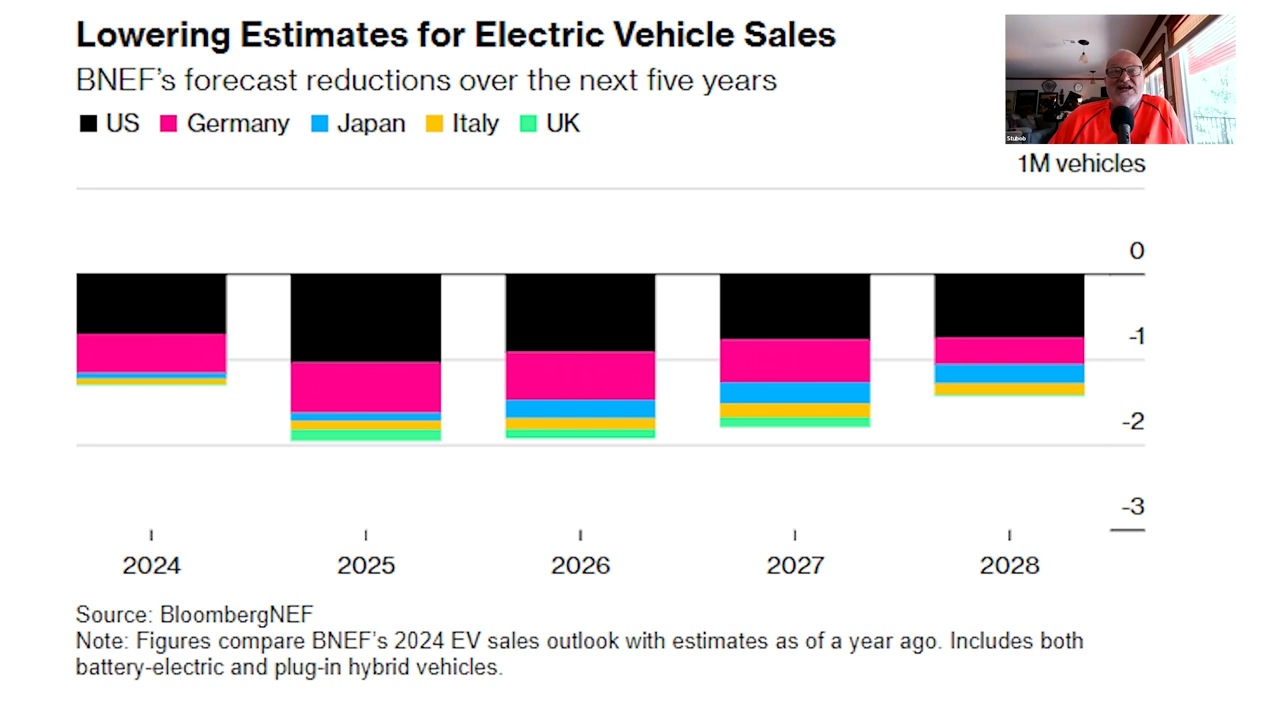 Lowering Estimates for Electric Vehicle Sales
BNEF's forecast reductions over the next five years
US Germany Japan Italy UK
Stubob
1M vehicles
0
-1
-2
-3
2024 2025 2026 2027 2028
Source: BloombergNEF
Note: Figures compare BNEF's 2024 EV sales outlook with estimates as of a year ago. Includes both
battery-electric and plug-in hybrid vehicles.